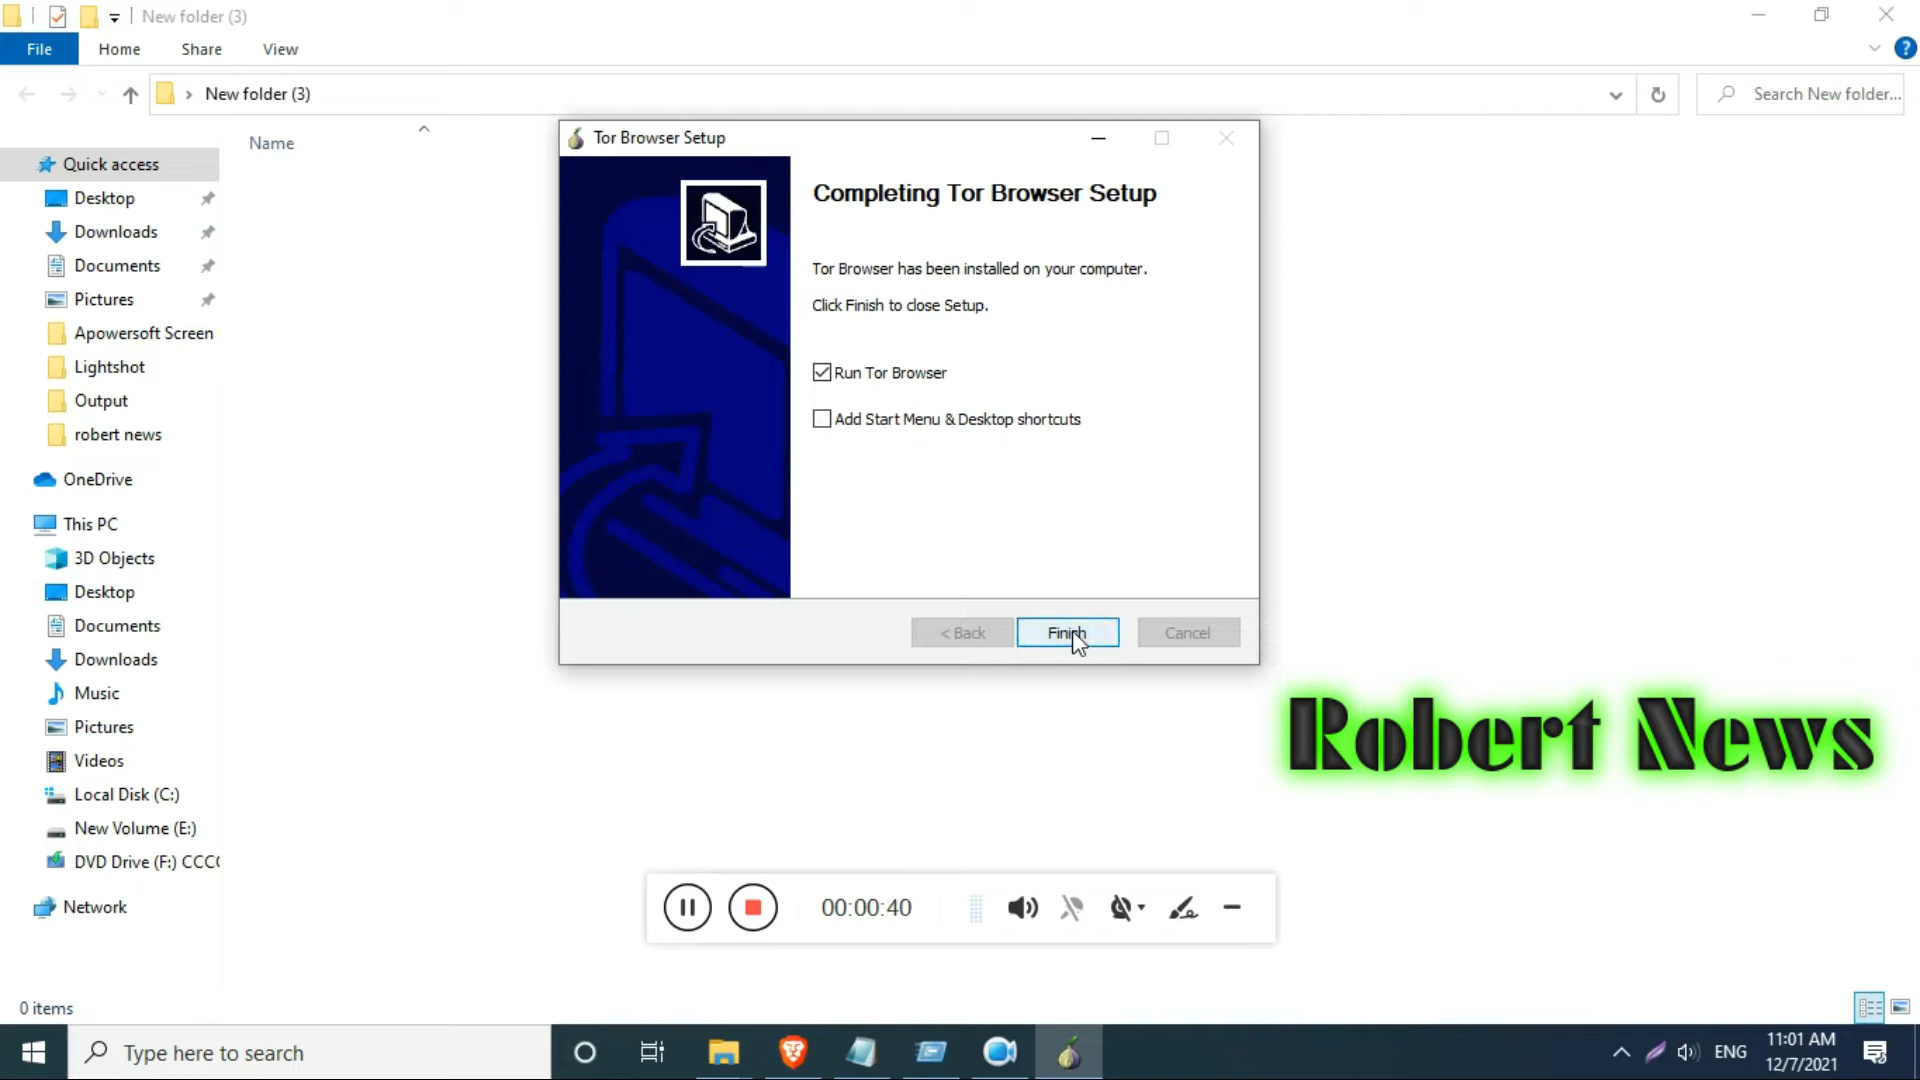 New folder (3)
File
Home
Share
View
New folder (3)
Search New folder...
Name
Quick access
Desktop
Downloads
Documents
Pictures
Apowersoft Screen
Lightshot
Output
robert news
OneDrive
This PC
3D Objects
Desktop
Documents
Downloads
Music
Pictures
Videos
Local Disk (C:)
New Volume (E:)
DVD Drive (F:) CCC
Network
0 items
Tor Browser Setup
Completing Tor Browser Setup
Tor Browser has been installed on your computer.
Click Finish to close Setup.
Run Tor Browser
Add Start Menu & Desktop shortcuts
< Back
Finish
Cancel
Robert News
00:00:40
Type here to search
ENG
11:01 AM
12/7/2021